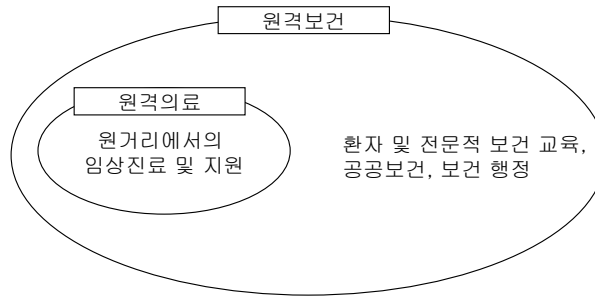 원격보건
원격의료
원거리에서의
임상진료 및 지원
환자 및 전문적 보건 교육,
공공보건, 보건 행정